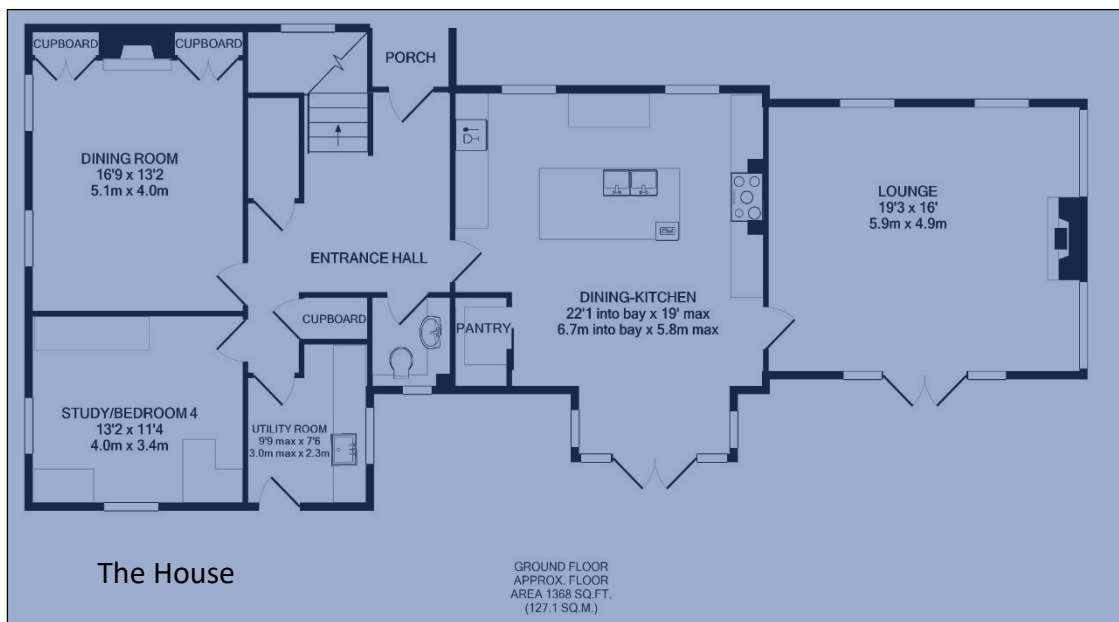 CUPBOARD
CUPBOARD
PORCH
DINING ROOM
16'9 x 13'2
5.1m x 4.0m
LOUNGE
19'3 x 16'
5.9m x 4.9m
ENTRANCE HALL
DINING-KITCHEN
22'1 into bay x 19' max
6.7m into bay x 5.8m max
CUPBOARD
PANTRY
STUDY/BEDROOM 4
13'2 x 11'4
4.0m x 3.4m
UTILITY ROOM
9'9 max x 7'6
3.0m max x 2.3m
The House
GROUND FLOOR
APPROX. FLOOR
AREA 1368 SQ.FT.
(127.1 SQ.M.)